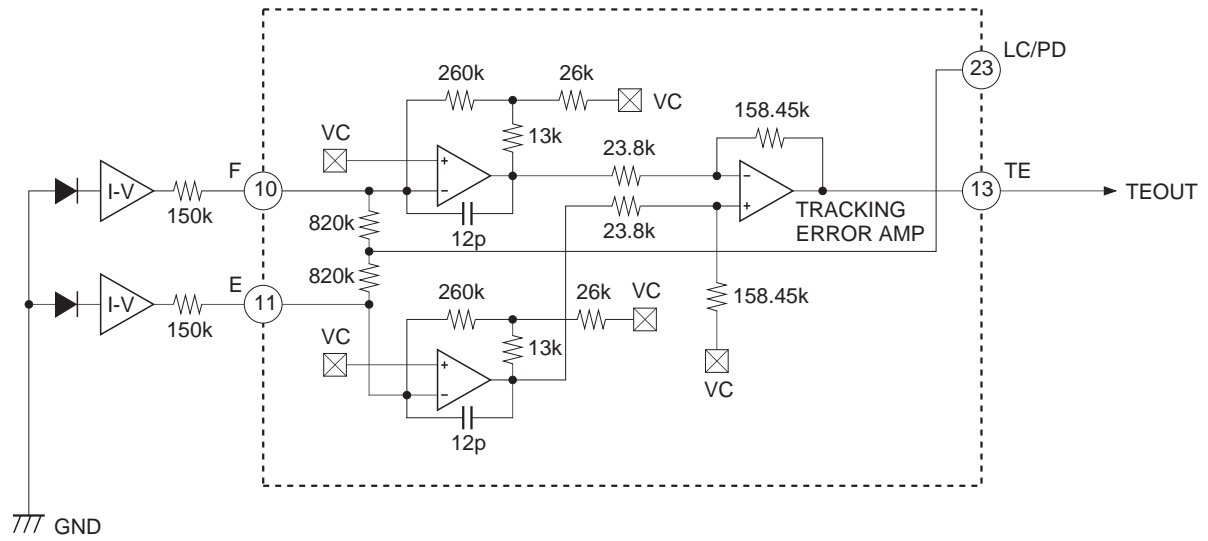 LC/PD
23
260k
26k
VC
13k
158.45k
VC
23.8k
F
I-V
10
150k
12p
TE
13
TEOUT
TRACKING
ERROR AMP
820k
23.8k
820k
E
I-V
11
150k
260k
26k
VC
158.45k
VC
13k
VC
12p
GND